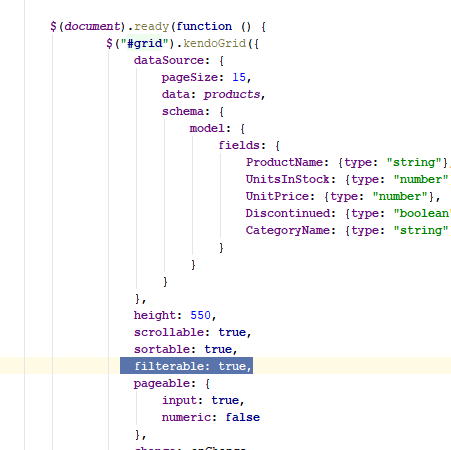 $(document).ready(function () {
$("#grid").kendoGrid({
dataSource: {
pageSize: 15,
data: products,
schema: {
model: {
fields: {
ProductName: {type: "string"},
UnitsInStock: {type: "number"
UnitPrice: {type: "number"},
Discontinued: {type: "boolean"
CategoryName: {type: "string"
}
}
}
},
height: 550,
scrollable: true,
sortable: true,
filterable: true,
pageable: {
input: true,
numeric: false
},